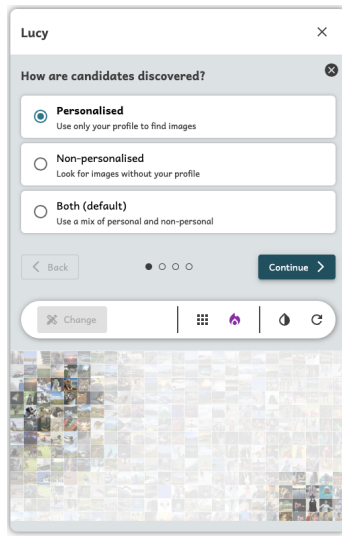 Lucy
How are candidates discovered?
Personalised
Use only your profile to find images
Non-personalised
Look for images without your profile
Both (default)
Use a mix of personal and non-personal
Back
Continue
Change